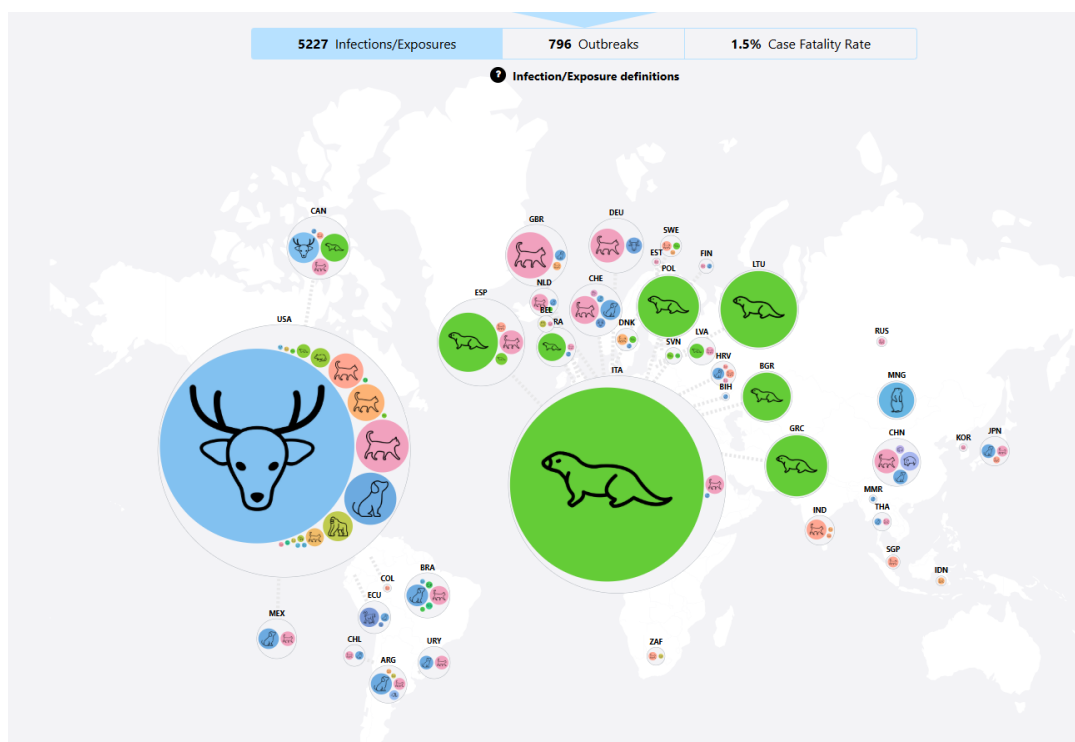 5227 Infections/Exposures
796 Outbreaks
1.5% Case Fatality Rate
? Infection/Exposure definitions
CAN
GBR
DEU
SWE
EST
FIN
POL
LTU
NLD
CHE
ESP
BEL
RA
DNK
SVN
LVA
USA
RUS
HRV
ITA
BGR
BIH
MNG
GRC
CHN
KOR
JPN
MMR
THA
IND
SGP
IDN
COL
BRA
ECU
MEX
CHL
URY
ZAF
ARG